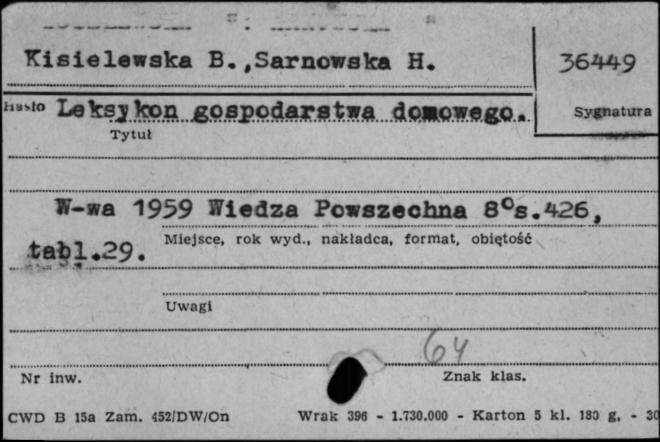 Kisielewska B.,Sarnowska H.
36449
Hasło Leksykon gospodarstwa domowego.
Sygnatura
Tytuł
W-wa 1959 Wiedza Powszechna 8°s.426,
tabl.29.
Miejsce, rok wyd., nakładca, format, objętość
Uwagi
64
Nr inw.
Znak klas.
CWD B 15a Zam. 452/DW/On
Wrak 396 - 1.730.000 - Karton 5 kl. 180 g, - 30